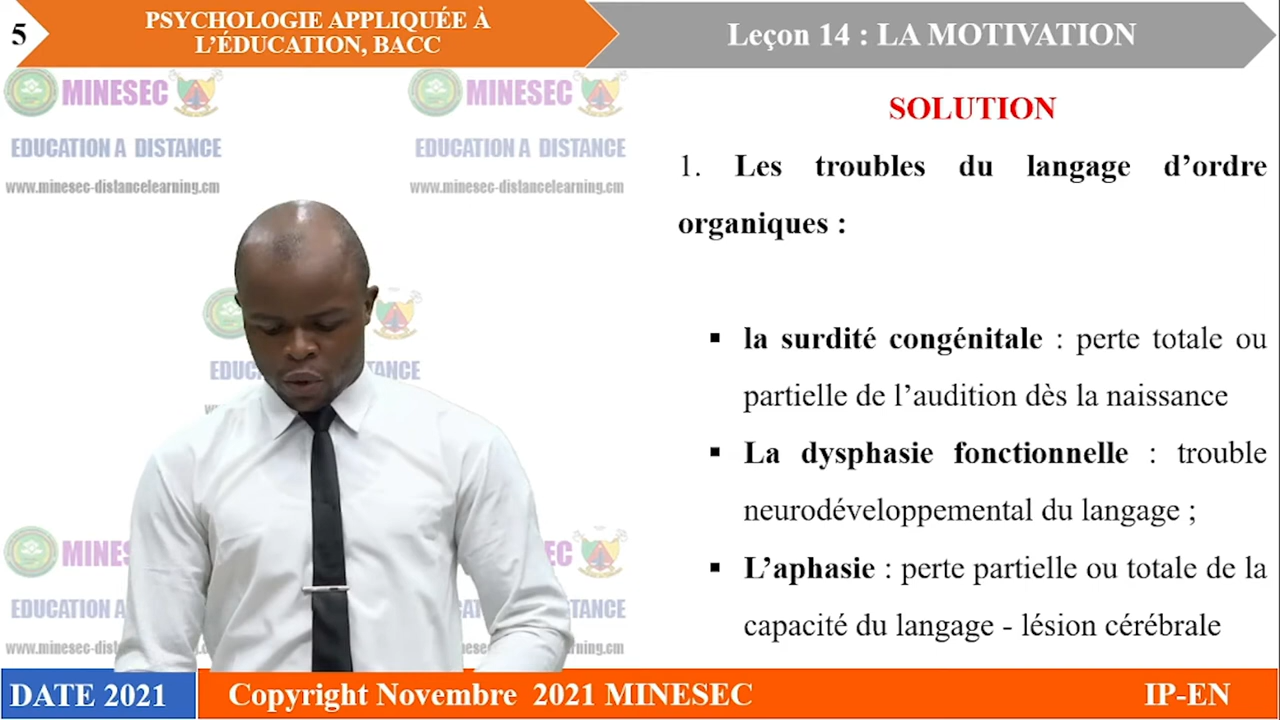 5
PSYCHOLOGIE APPLIQUÉE À
L’ÉDUCATION, BACC
Leçon 14 : LA MOTIVATION
MINESEC
MINESEC
EDUCATION A DISTANCE
EDUCATION A DISTANCE
www.minesec-distancelearning.cm
www.minesec-distancelearning.cm
SOLUTION
1. Les troubles du langage d’ordre
organiques :
▪ la surdité congénitale : perte totale ou
partielle de l’audition dès la naissance
▪ La dysphasie fonctionnelle : trouble
neurodéveloppemental du langage ;
▪ L’aphasie : perte partielle ou totale de la
capacité du langage - lésion cérébrale
DATE 2021
Copyright Novembre 2021 MINESEC
IP-EN